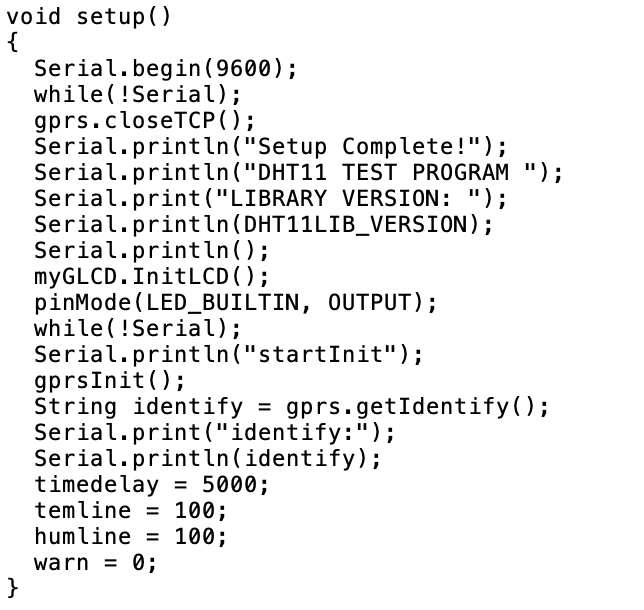 void setup()
{
  Serial.begin(9600);
  while(!Serial);
  gprs.closeTCP();
  Serial.println("Setup Complete!");
  Serial.println("DHT11 TEST PROGRAM ");
  Serial.print("LIBRARY VERSION: ");
  Serial.println(DHT11LIB_VERSION);
  Serial.println();
  myGLCD.InitLCD();
  pinMode(LED_BUILTIN, OUTPUT);
  while(!Serial);
  Serial.println("startInit");
  gprsInit();
  String identify = gprs.getIdentify();
  Serial.print("identify:");
  Serial.println(identify);
  timedelay = 5000;
  temline = 100;
  humline = 100;
  warn = 0;
}